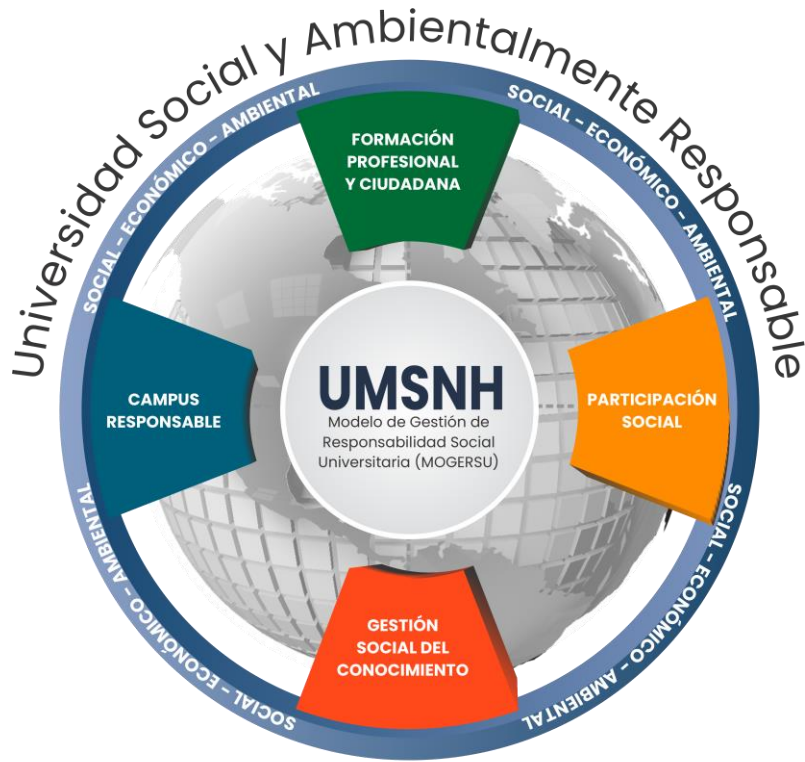 Universidad Social y Ambientalmente Responsable
SOCIAL - ECONÓMICO - AMBIENTAL
SOCIAL - ECONÓMICO - AMBIENTAL
FORMACIÓN
PROFESIONAL
Y CIUDADANA
CAMPUS
RESPONSABLE
UMSNH
Modelo de Gestión de
Responsabilidad Social
Universitaria (MOGERSU)
PARTICIPACIÓN
SOCIAL
GESTIÓN
SOCIAL DEL
CONOCIMIENTO
SOCIAL - ECONÓMICO - AMBIENTAL
SOCIAL - ECONÓMICO - AMBIENTAL